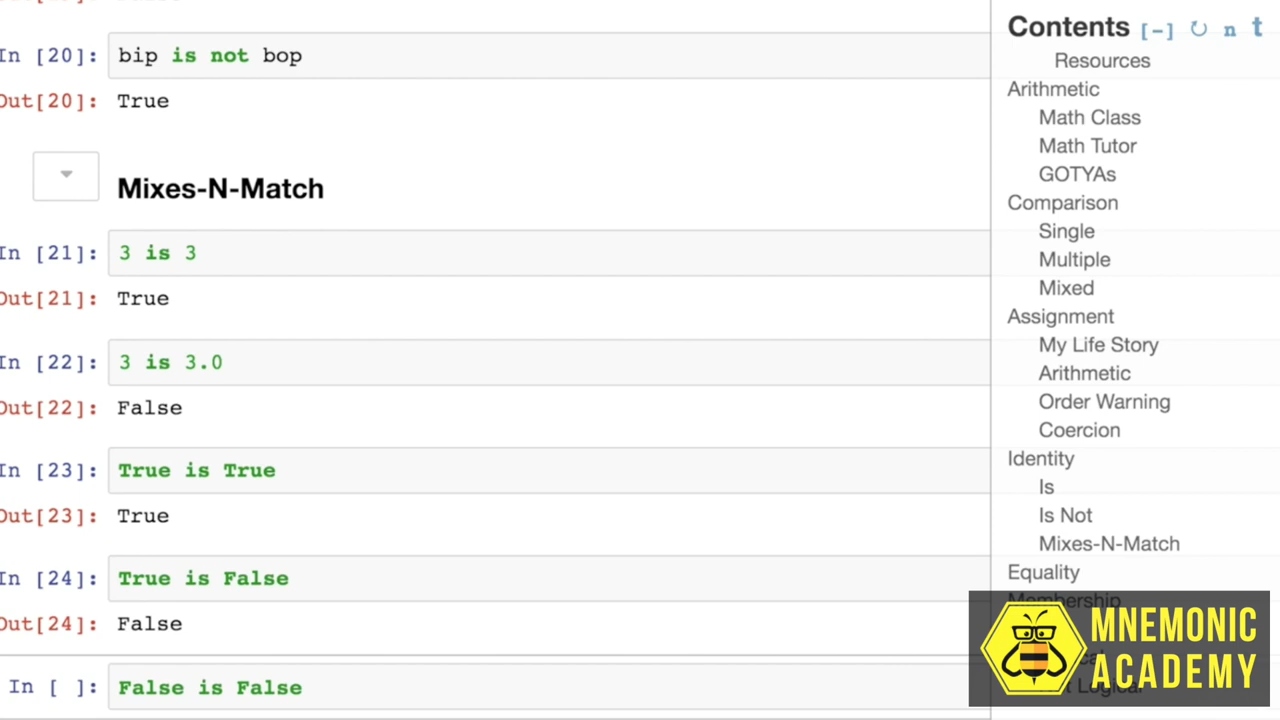 In [20]: bip is not bop
Out[20]: True
Mixes-N-Match
In [21]: 3 is 3
Out[21]: True
In [22]: 3 is 3.0
Out[22]: False
In [23]: True is True
Out[23]: True
In [24]: True is False
Out[24]: False
In [ ]: False is False
Contents [-] n t
Resources
Arithmetic
Math Class
Math Tutor
GOTYAs
Comparison
Single
Multiple
Mixed
Assignment
My Life Story
Arithmetic
Order Warning
Coercion
Identity
Is
Is Not
Mixes-N-Match
Equality
Membership
MNEMONIC
ACADEMY